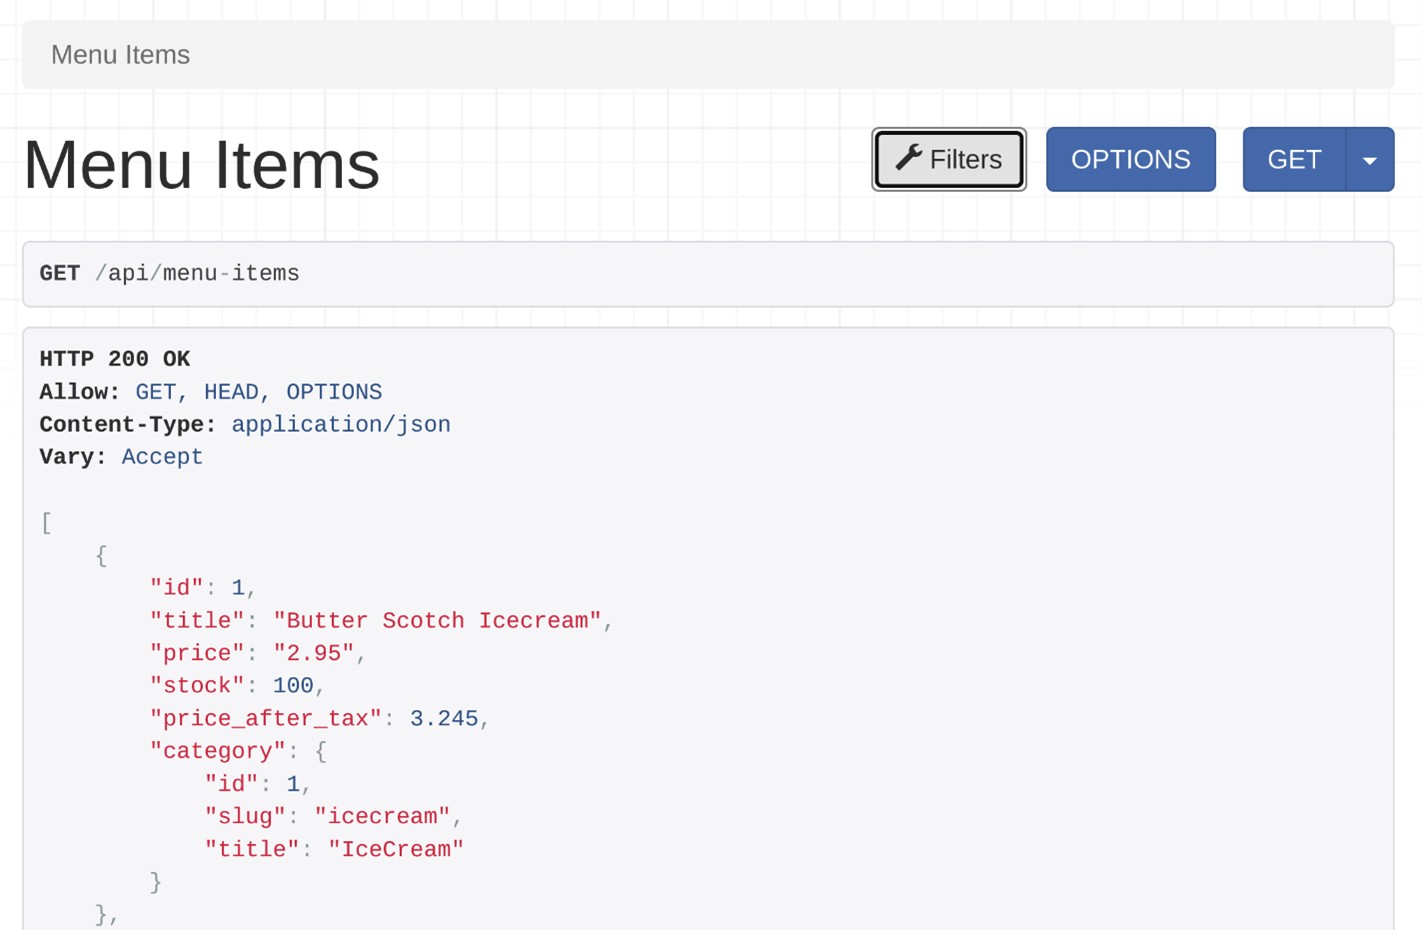 Menu Items
Menu Items
Filters OPTIONS GET
GET /api/menu-items
HTTP 200 OK
Allow: GET, HEAD, OPTIONS
Content-Type: application/json
Vary: Accept
[
    {
        "id": 1,
        "title": "Butter Scotch Icecream",
        "price": "2.95",
        "stock": 100,
        "price_after_tax": 3.245,
        "category": {
            "id": 1,
            "slug": "icecream",
            "title": "IceCream"
        }
    },